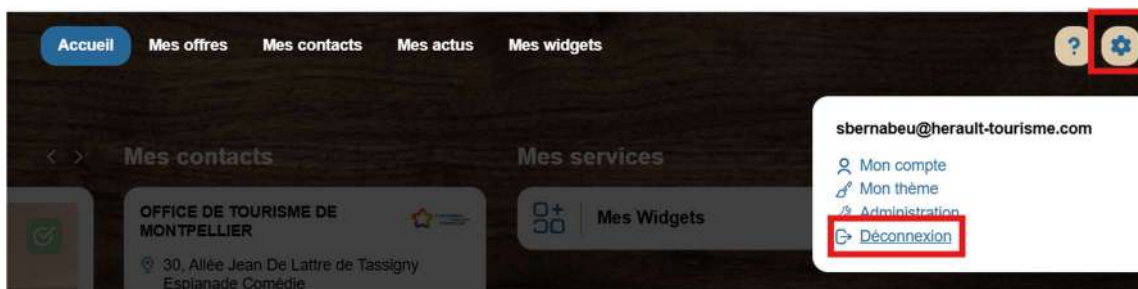 Accueil Mes offres Mes contacts Mes actus Mes widgets ?
sbernabeu@herault-tourisme.com
Mon compte
Mon thème
Administration
Déconnexion
Mes contacts
OFFICE DE TOURISME DE
MONTPELLIER
30, Allée Jean De Lattre de Tassigny
Esplanade Comédie
Mes services
Mes Widgets